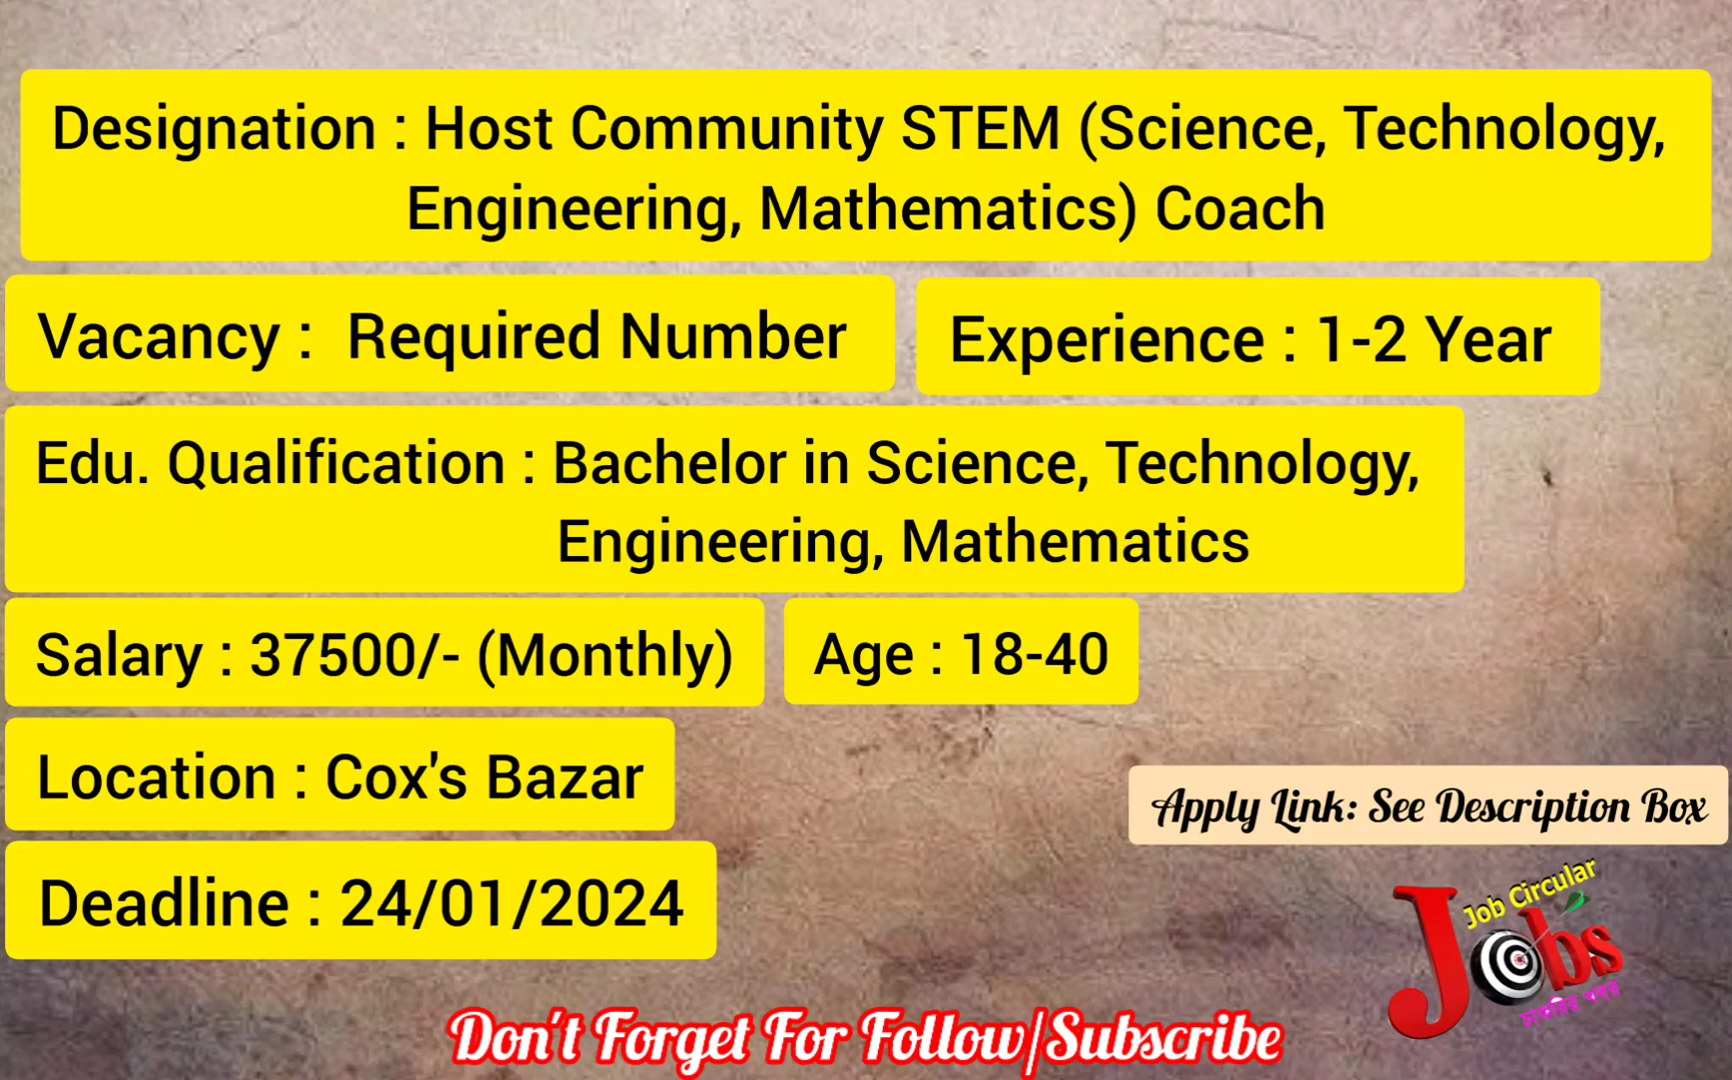 Designation : Host Community STEM (Science, Technology,
Engineering, Mathematics) Coach
Vacancy :  Required Number
Experience : 1-2 Year
Edu. Qualification : Bachelor in Science, Technology,
Engineering, Mathematics
Salary : 37500/- (Monthly)
Age : 18-40
Location : Cox's Bazar
Apply Link: See Description Box
Deadline : 24/01/2024
Job Circular
Jobs
চাকরির খবর
Don't Forget For Follow/Subscribe